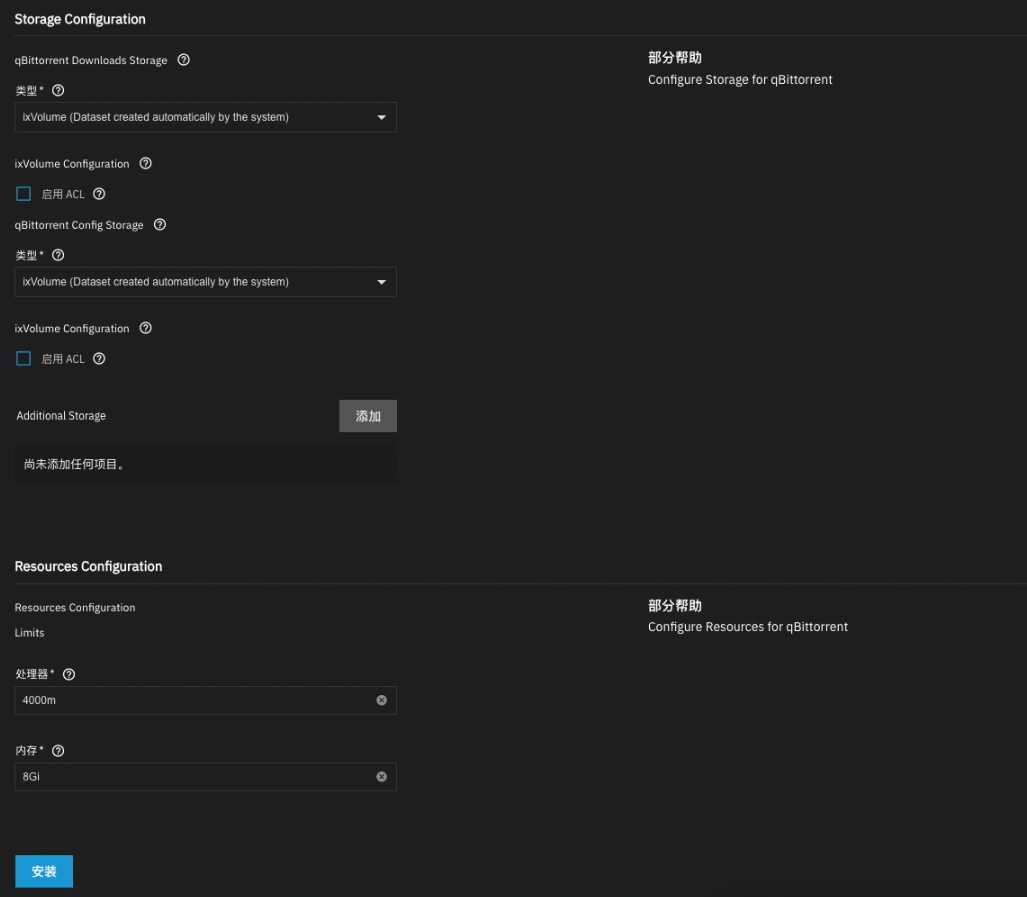 Storage Configuration
qBittorrent Downloads Storage
部分帮助
Configure Storage for qBittorrent
类型*
ixVolume (Dataset created automatically by the system)
ixVolume Configuration
启用 ACL
qBittorrent Config Storage
类型*
ixVolume (Dataset created automatically by the system)
ixVolume Configuration
启用 ACL
Additional Storage
添加
尚未添加任何项目。
Resources Configuration
Resources Configuration
部分帮助
Configure Resources for qBittorrent
Limits
处理器*
4000m
内存*
8Gi
安装